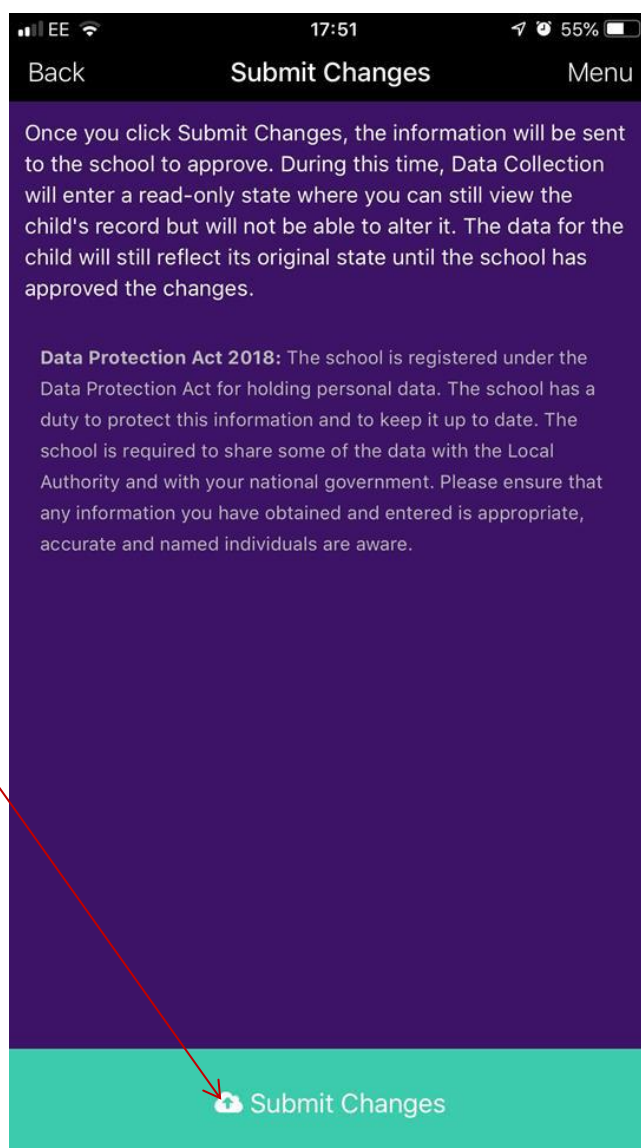 EE 17:51 55%
Back Submit Changes Menu
Once you click Submit Changes, the information will be sent
to the school to approve. During this time, Data Collection
will enter a read-only state where you can still view the
child's record but will not be able to alter it. The data for the
child will still reflect its original state until the school has
approved the changes.
Data Protection Act 2018: The school is registered under the
Data Protection Act for holding personal data. The school has a
duty to protect this information and to keep it up to date. The
school is required to share some of the data with the Local
Authority and with your national government. Please ensure that
any information you have obtained and entered is appropriate,
accurate and named individuals are aware.
Submit Changes